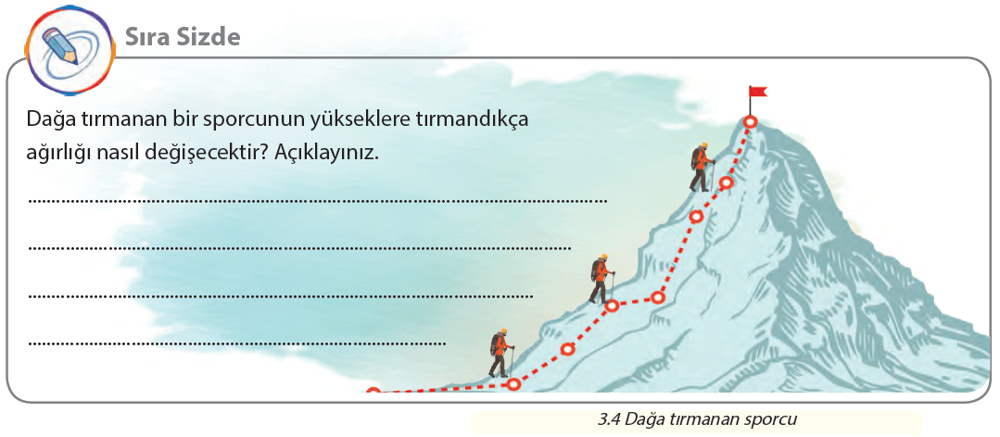 Sıra Sizde
Dağa tırmanan bir sporcunun yükseklere tırmandıkça
ağırlığı nasıl değişecektir? Açıklayınız.
3.4 Dağa tırmanan sporcu